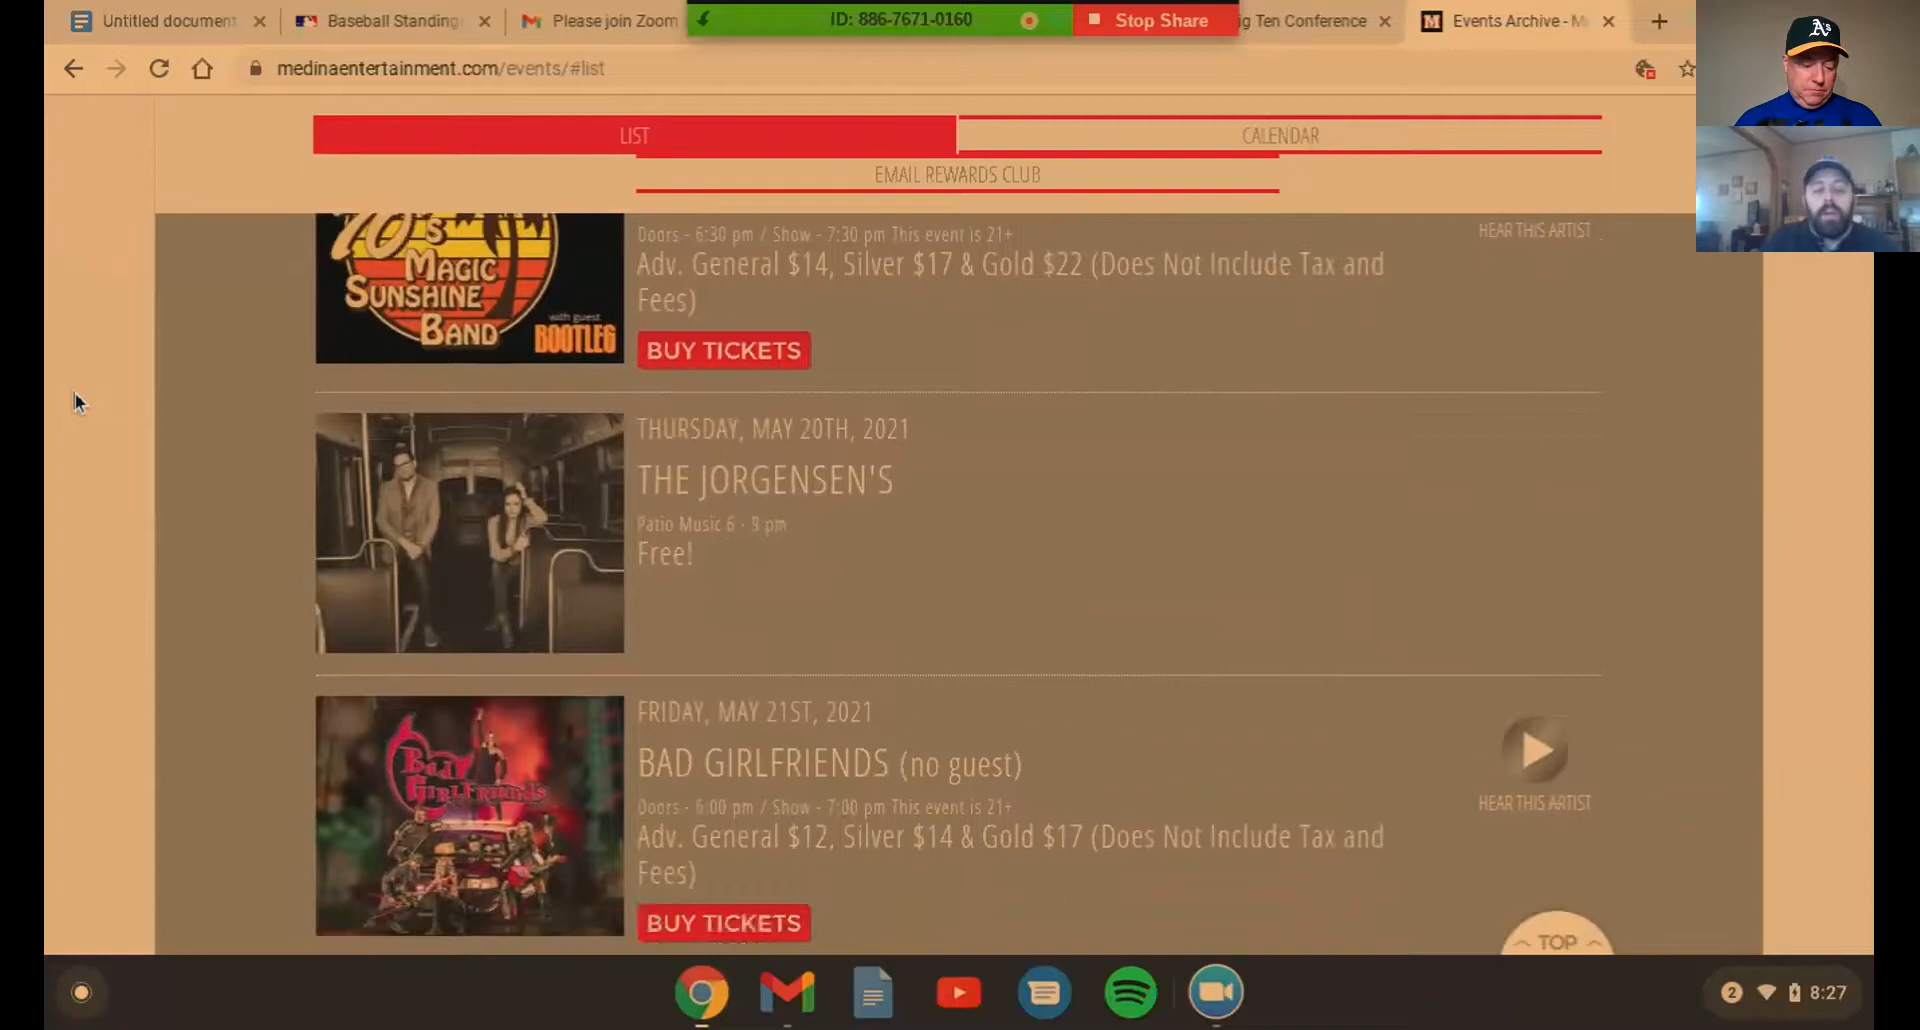 Untitled document
Baseball Standing
Please join Zoom
ID: 886-7671-0160
Stop Share
ig Ten Conference
Events Archive - M
medinaentertainment.com/events/#list
LIST
CALENDAR
EMAIL REWARDS CLUB
70's
MAGIC
SUNSHINE
BAND
with guest
BOOTLEG
Doors - 6:30 pm / Show - 7:30 pm This event is 21+
Adv. General $14, Silver $17 & Gold $22 (Does Not Include Tax and
Fees)
BUY TICKETS
HEAR THIS ARTIST
THURSDAY, MAY 20TH, 2021
THE JORGENSEN'S
Patio Music 6 - 9 pm
Free!
Bad
Girlfriends
FRIDAY, MAY 21ST, 2021
BAD GIRLFRIENDS (no guest)
Doors - 6:00 pm / Show - 7:00 pm This event is 21+
Adv. General $12, Silver $14 & Gold $17 (Does Not Include Tax and
Fees)
BUY TICKETS
HEAR THIS ARTIST
TOP
A's
2
8:27